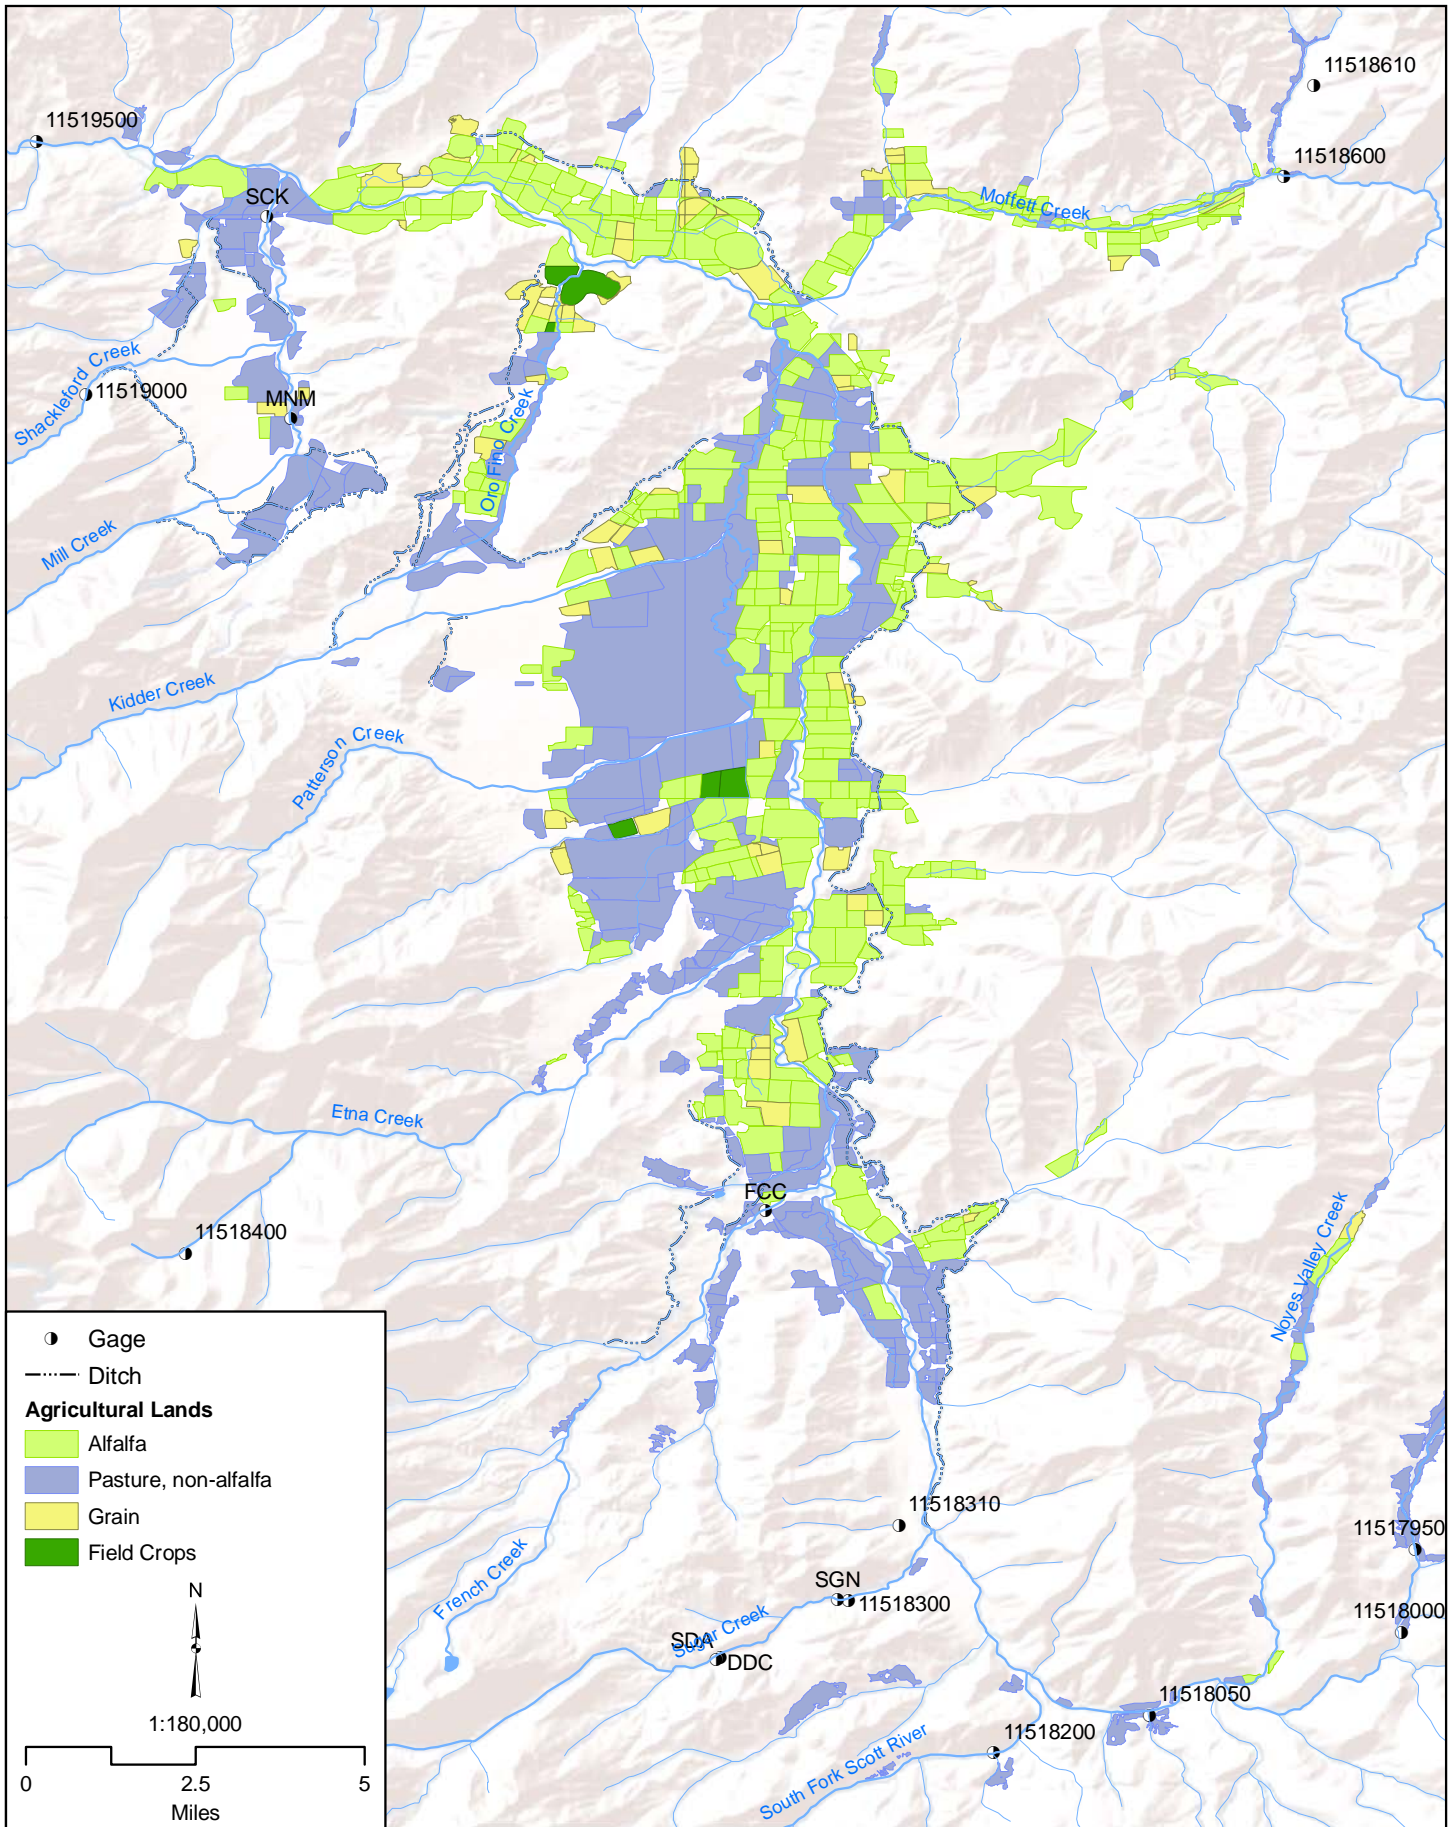 11518610
11519500
11518600
SCK
Moffett Creek
Shackleford Creek
11519000
MNM
Oro Fino Creek
Mill Creek
Kidder Creek
Patterson Creek
Etna Creek
FCC
11518400
Noyes Valley Creek
Gage
Ditch
Agricultural Lands
Alfalfa
Pasture, non-alfalfa
Grain
Field Crops
N
1:180,000
0 2.5 5
Miles
11518310
11517950
French Creek
SGN
11518300
11518000
Sugar Creek
SDA
DDC
11518050
11518200
South Fork Scott River